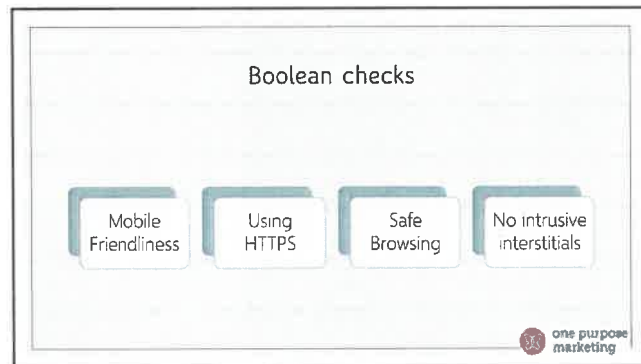 Boolean checks
Mobile
Friendliness
Using
HTTPS
Safe
Browsing
No intrusive
interstitials
one purpose
marketing